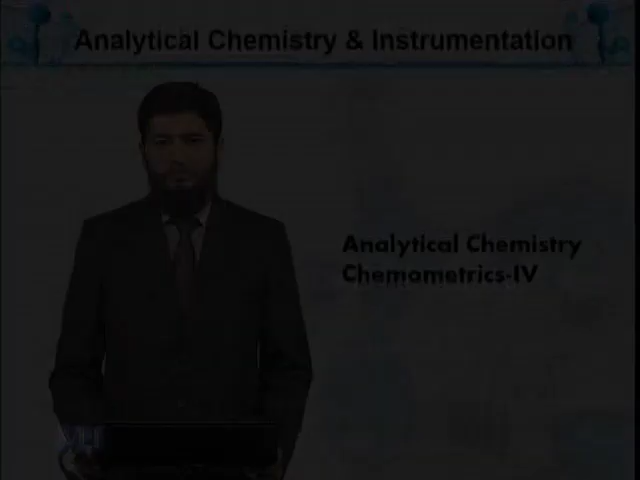 Analytical Chemistry & Instrumentation
Analytical Chemistry
Chemometrics-IV